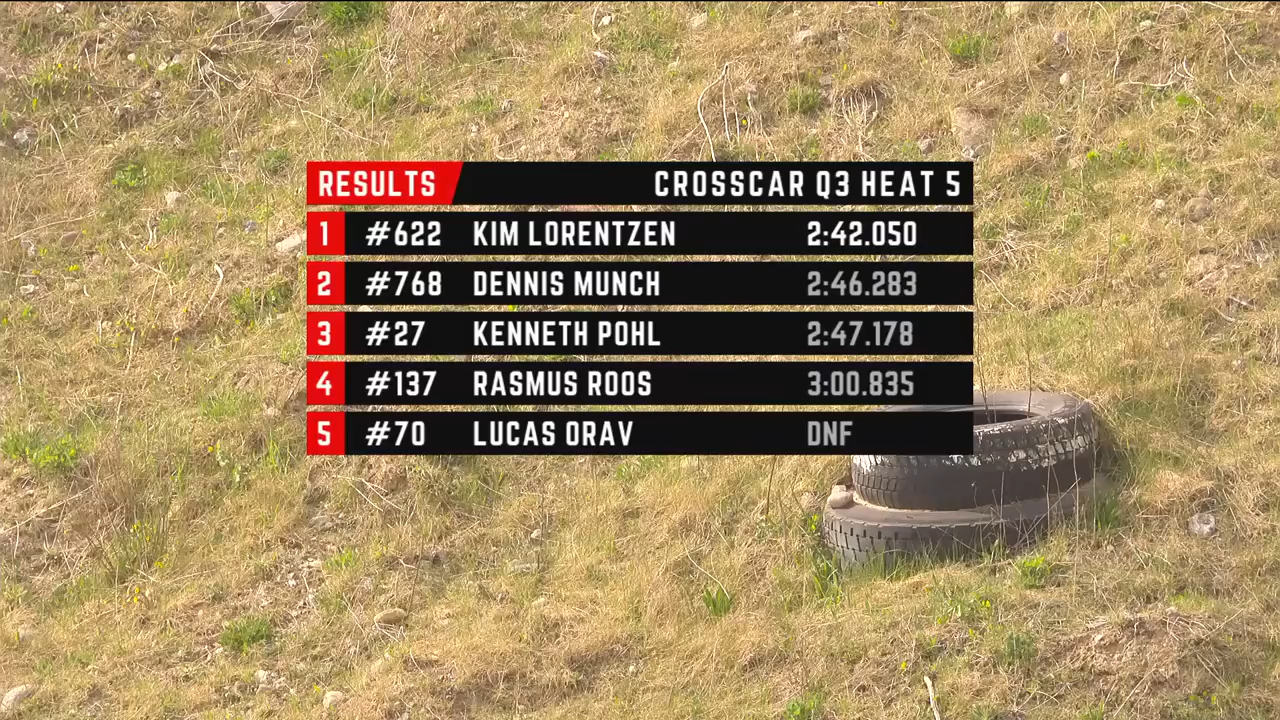 RESULTS CROSSCAR Q3 HEAT 5
1 #622 KIM LORENTZEN 2:42.050
2 #768 DENNIS MUNCH 2:46.283
3 #27 KENNETH POHL 2:47.178
4 #137 RASMUS ROOS 3:00.835
5 #70 LUCAS ORAV DNF